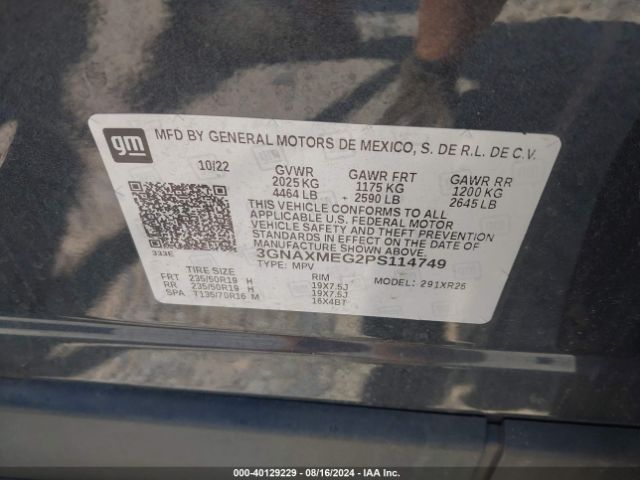 gm
MFD BY GENERAL MOTORS DE MEXICO, S. DE R.L. DE C.V.
10/22 GVWR GAWR FRT GAWR RR
2025 KG 1175 KG 1200 KG
4464 LB 2590 LB 2645 LB
THIS VEHICLE CONFORMS TO ALL
APPLICABLE U.S. FEDERAL MOTOR
VEHICLE SAFETY AND THEFT PREVENTION
STANDARDS IN EFFECT ON THE DATE OF
MANUFACTURE SHOWN ABOVE.
333E 3GNAXMEG2PS114749
TYPE: MPV
TIRE SIZE RIM MODEL: 291XR26
FRT 235/50R19 H 19X7.5J
RR 235/50R19 H 19X7.5J
SPA T135/70R16 M 16X4BT
000-40129229 - 08/16/2024 - IAA Inc.